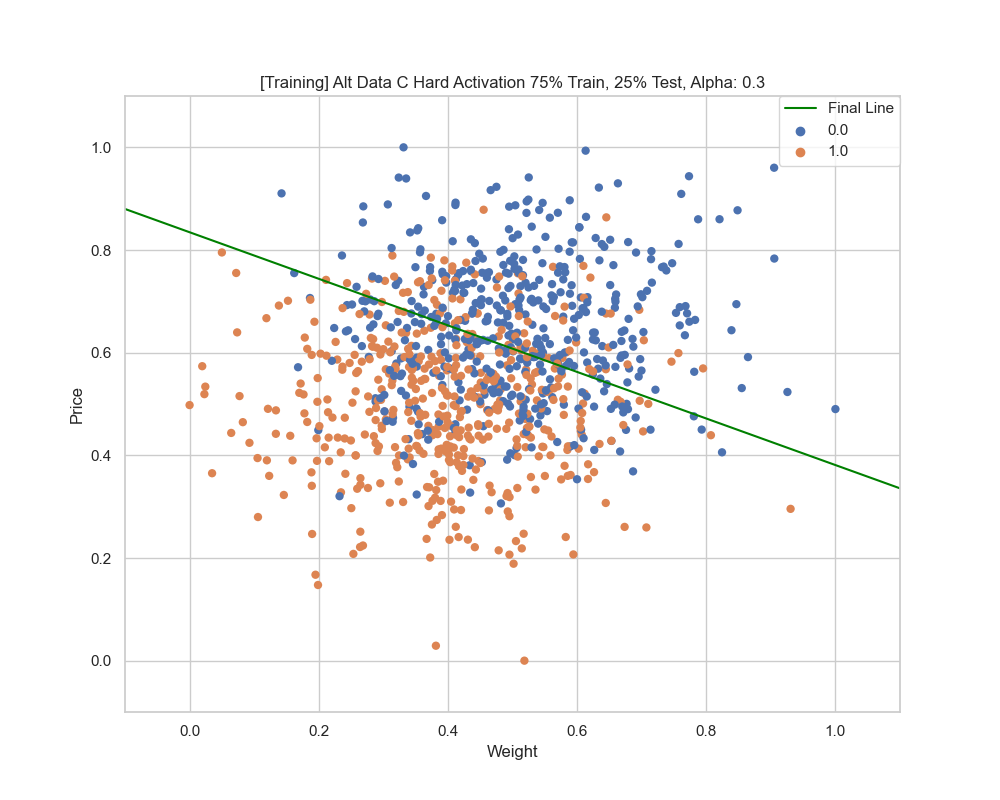 [Training] Alt Data C Hard Activation 75% Train, 25% Test, Alpha: 0.3
Final Line
0.0
1.0
1.0
0.8
0.6
0.4
0.2
0.0
Price
0.0 0.2 0.4 0.6 0.8 1.0
Weight